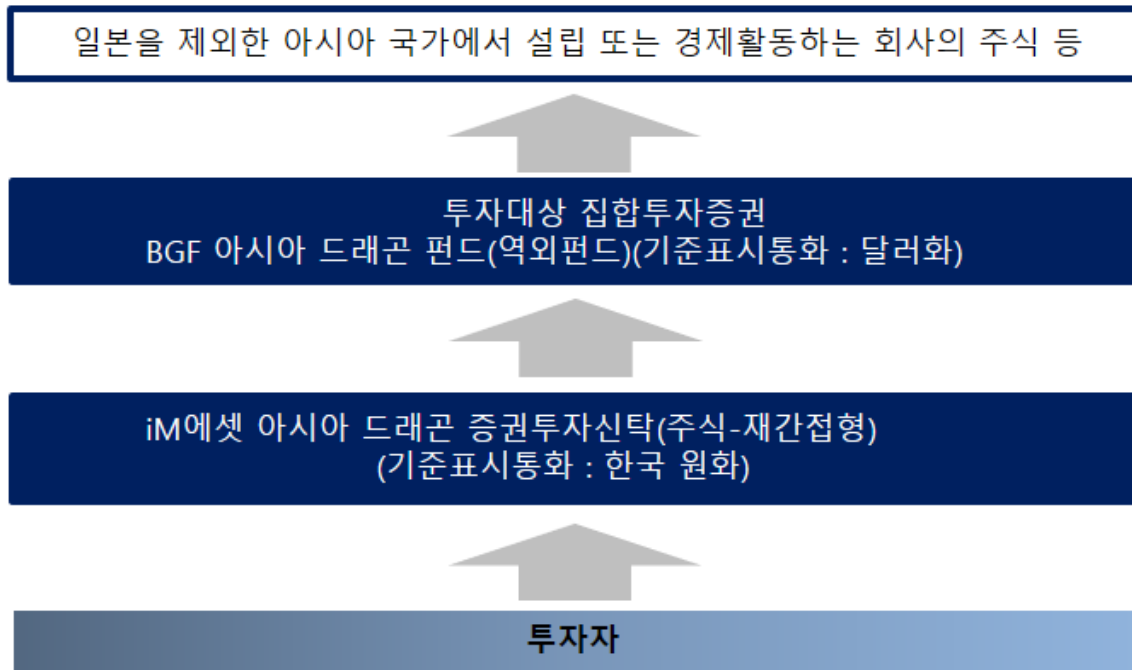 일본을 제외한 아시아 국가에서 설립 또는 경제활동하는 회사의 주식 등
투자대상 집합투자증권
BGF 아시아 드래곤 펀드(역외펀드)(기준표시통화 : 달러화)
iM에셋 아시아 드래곤 증권투자신탁(주식-재간접형)
(기준표시통화 : 한국 원화)
투자자